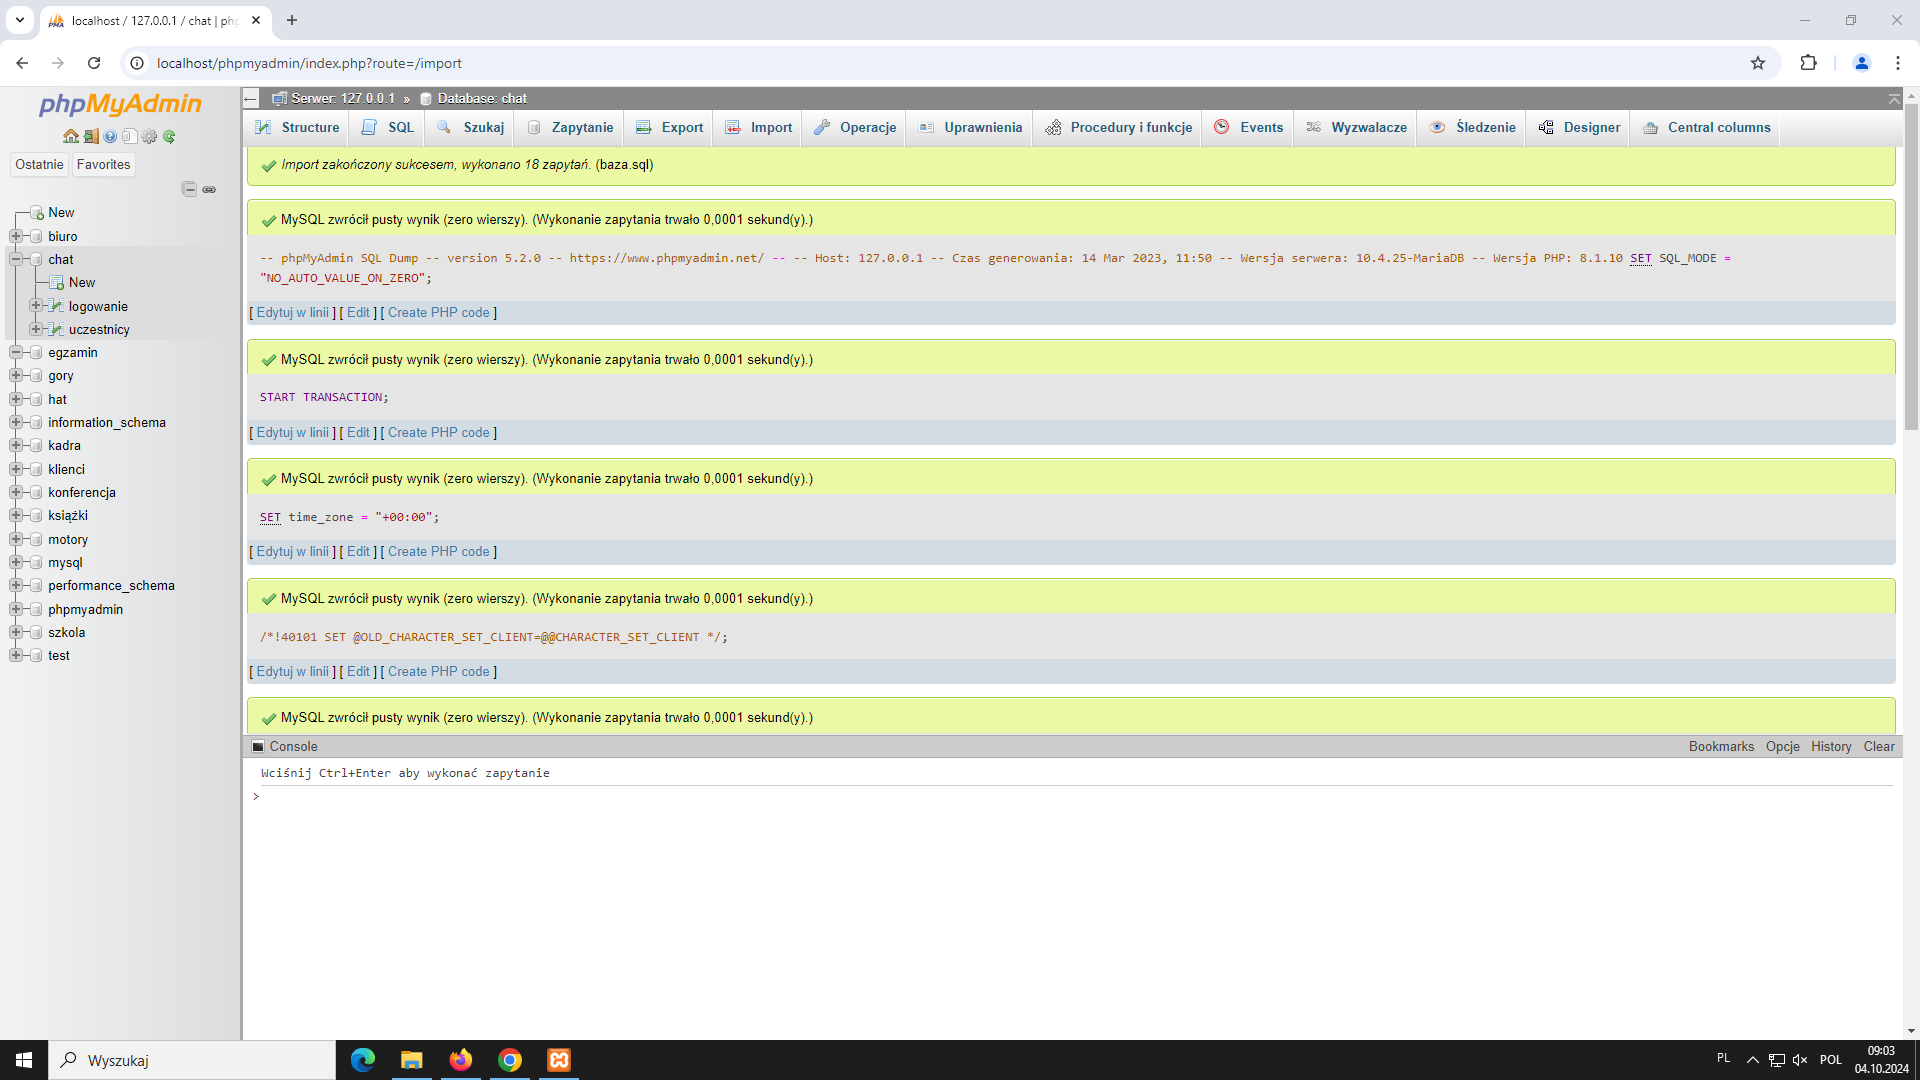 localhost / 127.0.0.1 / chat | php
localhost/phpmyadmin/index.php?route=/import
phpMyAdmin
Ostatnie Favorites
New
biuro
chat
New
logowanie
uczestnicy
egzamin
gory
hat
information_schema
kadra
klienci
konferencja
książki
motory
mysql
performance_schema
phpmyadmin
szkola
test
Serwer: 127.0.0.1 » Database: chat
Structure SQL Szukaj Zapytanie Export Import Operacje Uprawnienia Procedury i funkcje Events Wyzwalacze Śledzenie Designer Central columns
Import zakończony sukcesem, wykonano 18 zapytań. (baza.sql)
MySQL zwrócił pusty wynik (zero wierszy). (Wykonanie zapytania trwało 0,0001 sekund(y).)
-- phpMyAdmin SQL Dump -- version 5.2.0 -- https://www.phpmyadmin.net/ -- -- Host: 127.0.0.1 -- Czas generowania: 14 Mar 2023, 11:50 -- Wersja serwera: 10.4.25-MariaDB -- Wersja PHP: 8.1.10 SET SQL_MODE =
"NO_AUTO_VALUE_ON_ZERO";
[ Edytuj w linii ] [ Edit ] [ Create PHP code ]
MySQL zwrócił pusty wynik (zero wierszy). (Wykonanie zapytania trwało 0,0001 sekund(y).)
START TRANSACTION;
[ Edytuj w linii ] [ Edit ] [ Create PHP code ]
MySQL zwrócił pusty wynik (zero wierszy). (Wykonanie zapytania trwało 0,0001 sekund(y).)
SET time_zone = "+00:00";
[ Edytuj w linii ] [ Edit ] [ Create PHP code ]
MySQL zwrócił pusty wynik (zero wierszy). (Wykonanie zapytania trwało 0,0001 sekund(y).)
/*!40101 SET @OLD_CHARACTER_SET_CLIENT=@@CHARACTER_SET_CLIENT */;
[ Edytuj w linii ] [ Edit ] [ Create PHP code ]
MySQL zwrócił pusty wynik (zero wierszy). (Wykonanie zapytania trwało 0,0001 sekund(y).)
Console Bookmarks Opcje History Clear
Wciśnij Ctrl+Enter aby wykonać zapytanie
>
Wyszukaj
PL POL
09:03
04.10.2024